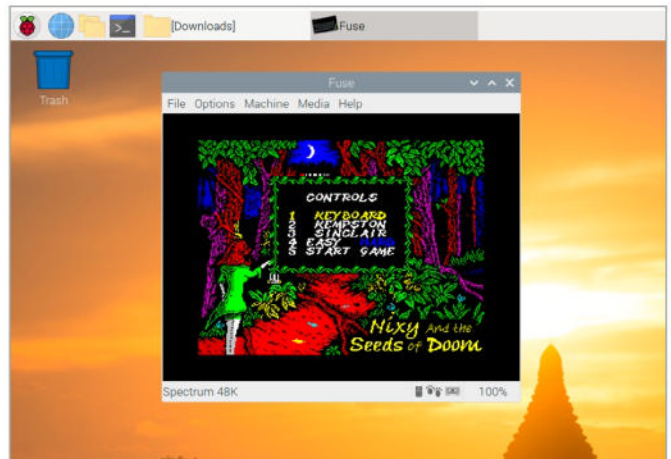 [Downloads]
Fuse
Trash
Fuse
File Options Machine Media Help
CONTROLS
1 KEYBOARD
2 KEMPSTON
3 SINCLAIR
4 EASY HARD
5 START GAME
Nixy And the
Seeds of Doom
Spectrum 48K
100%